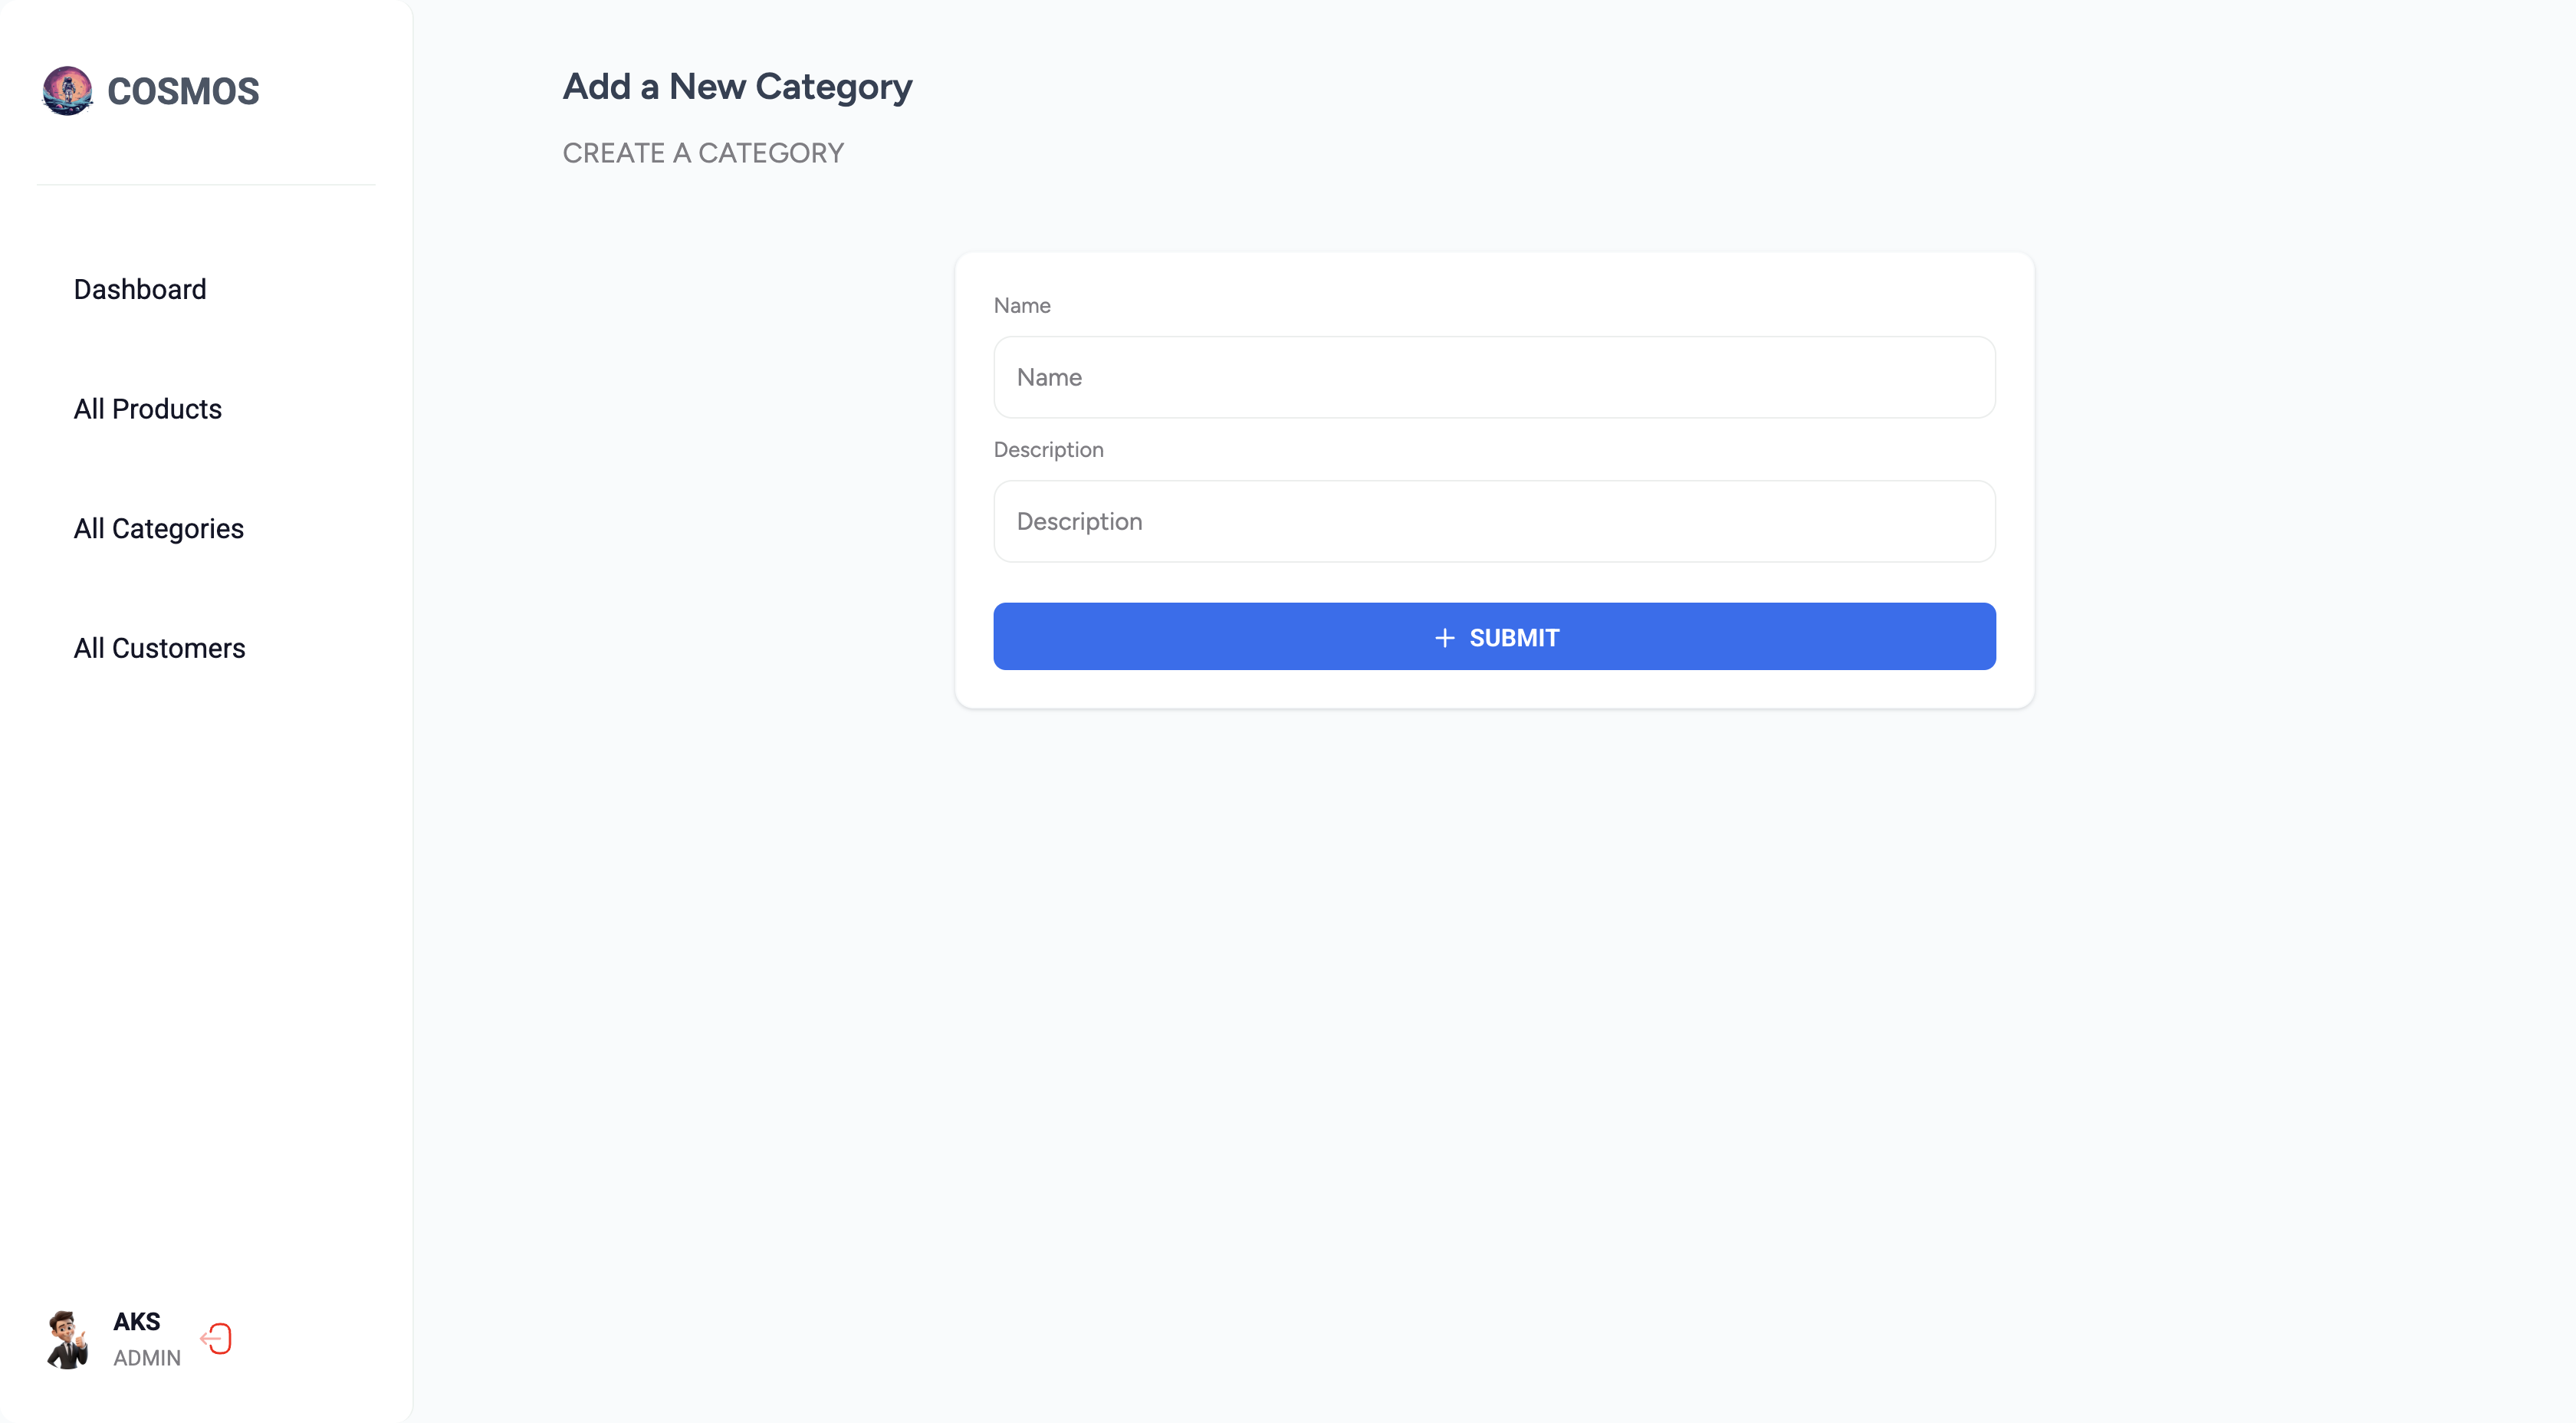 COSMOS
Dashboard
All Products
All Categories
All Customers
AKS
ADMIN
Add a New Category
CREATE A CATEGORY
Name
Name
Description
Description
SUBMIT